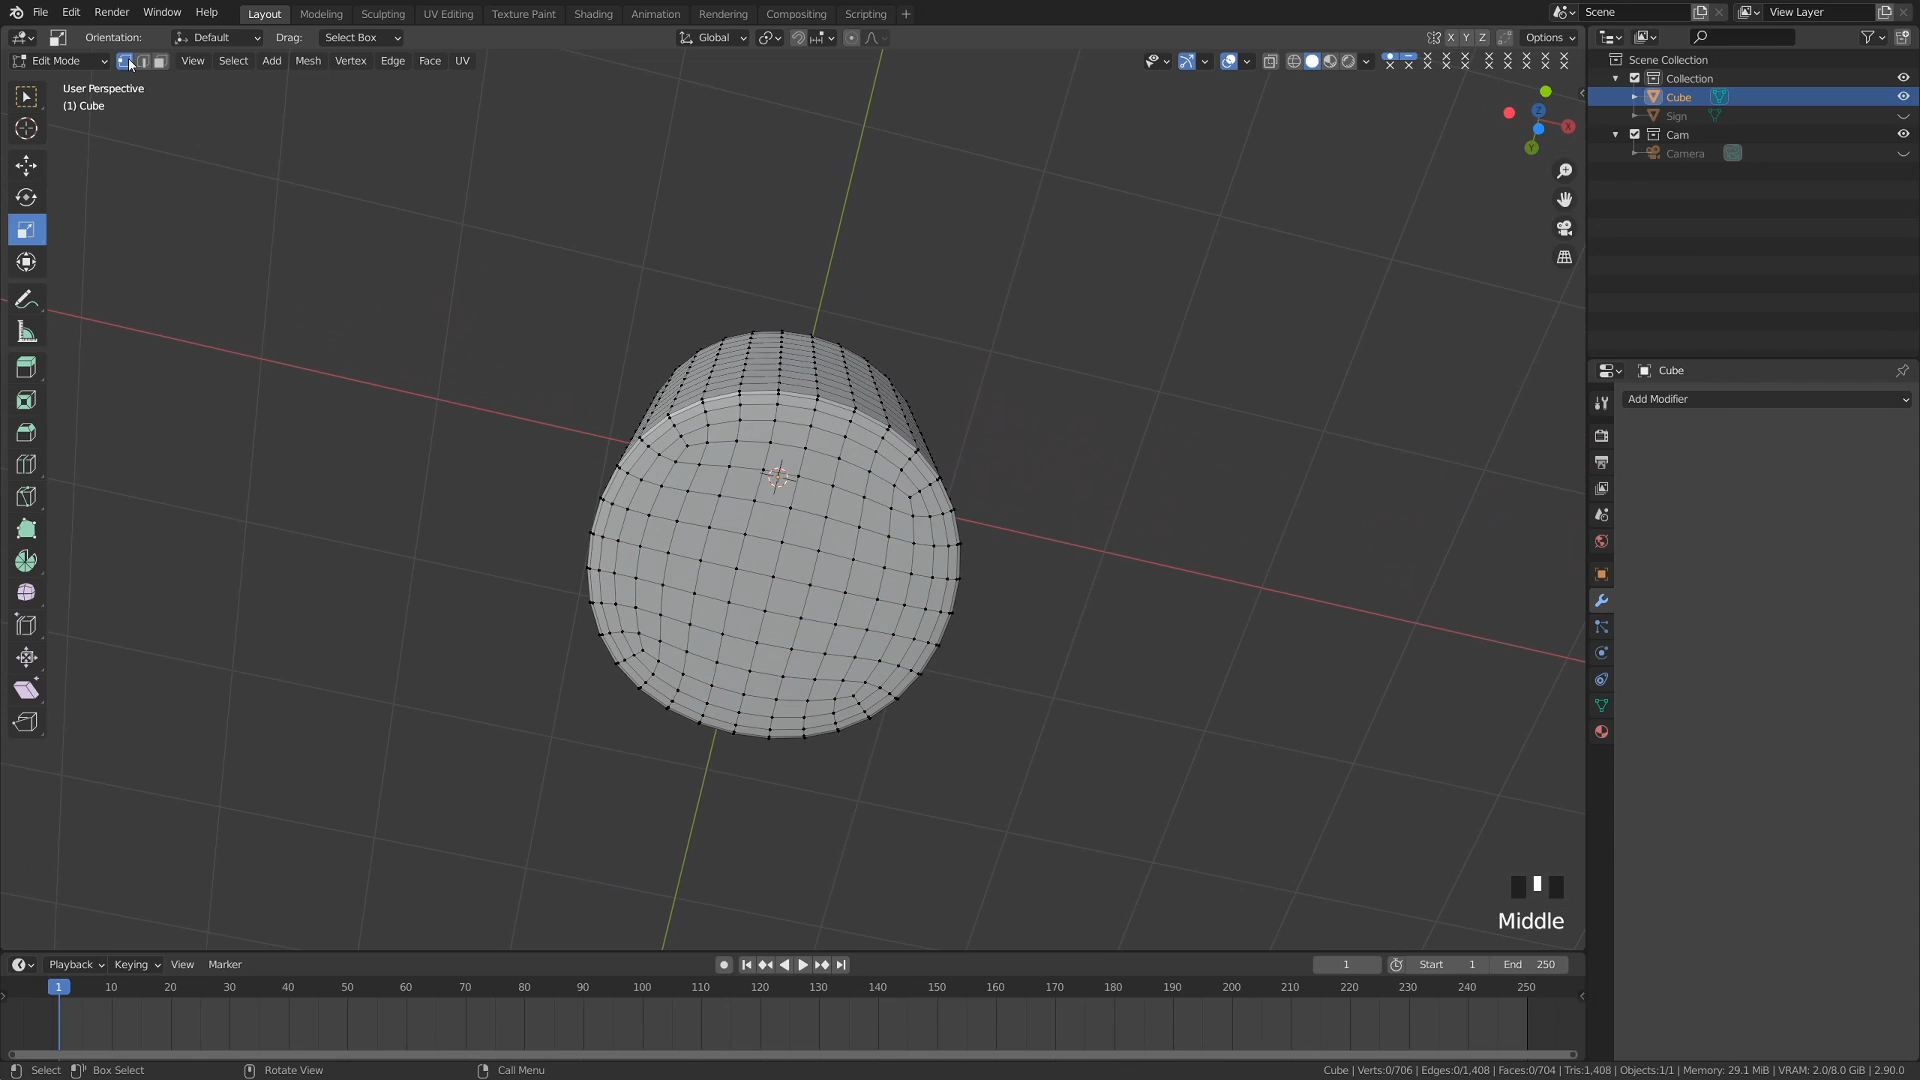 File Edit Render Window Help Layout Modeling Sculpting UV Editing Texture Paint Shading Animation Rendering Compositing Scripting + Scene View Layer
Orientation: Default Drag: Select Box Global X Y Z Options
Edit Mode View Select Add Mesh Vertex Edge Face UV
User Perspective
(1) Cube
Scene Collection
Collection
Cube
Sign
Cam
Camera
Z
X
Y
Cube
Add Modifier
Middle
Playback Keying View Marker 1 Start 1 End 250
1 10 20 30 40 50 60 70 80 90 100 110 120 130 140 150 160 170 180 190 200 210 220 230 240 250
Select Box Select Rotate View Call Menu Cube | Verts:0/706 | Edges:0/1,408 | Faces:0/704 | Tris:1,408 | Objects:1/1 | Memory: 29.1 MiB | VRAM: 2.0/8.0 GiB | 2.90.0